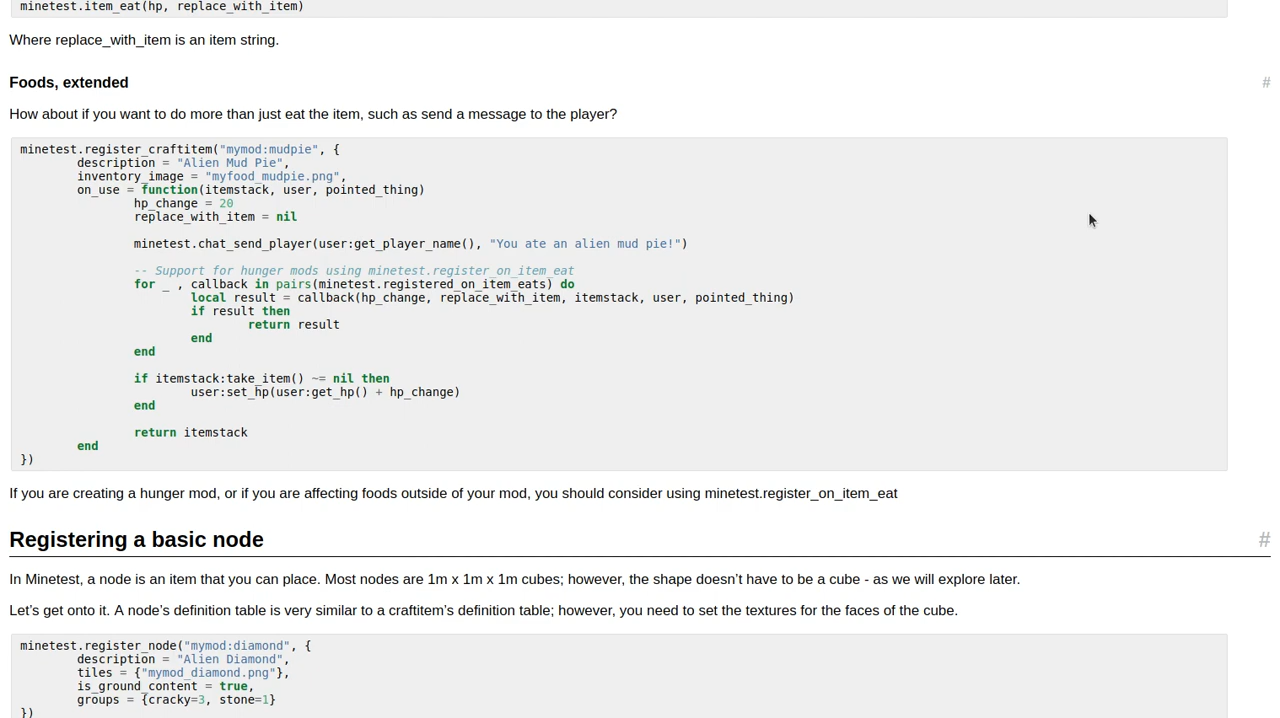 minetest.item_eat(hp, replace_with_item)
Where replace_with_item is an item string.
Foods, extended #
How about if you want to do more than just eat the item, such as send a message to the player?
minetest.register_craftitem("mymod:mudpie", {
description = "Alien Mud Pie",
inventory_image = "myfood_mudpie.png",
on_use = function(itemstack, user, pointed_thing)
hp_change = 20
replace_with_item = nil
minetest.chat_send_player(user:get_player_name(), "You ate an alien mud pie!")
-- Support for hunger mods using minetest.register_on_item_eat
for _ , callback in pairs(minetest.registered_on_item_eats) do
local result = callback(hp_change, replace_with_item, itemstack, user, pointed_thing)
if result then
return result
end
end
if itemstack:take_item() ~= nil then
user:set_hp(user:get_hp() + hp_change)
end
return itemstack
end
})
If you are creating a hunger mod, or if you are affecting foods outside of your mod, you should consider using minetest.register_on_item_eat
Registering a basic node #
In Minetest, a node is an item that you can place. Most nodes are 1m x 1m x 1m cubes; however, the shape doesn’t have to be a cube - as we will explore later.
Let’s get onto it. A node’s definition table is very similar to a craftitem’s definition table; however, you need to set the textures for the faces of the cube.
minetest.register_node("mymod:diamond", {
description = "Alien Diamond",
tiles = {"mymod_diamond.png"},
is_ground_content = true,
groups = {cracky=3, stone=1}
})